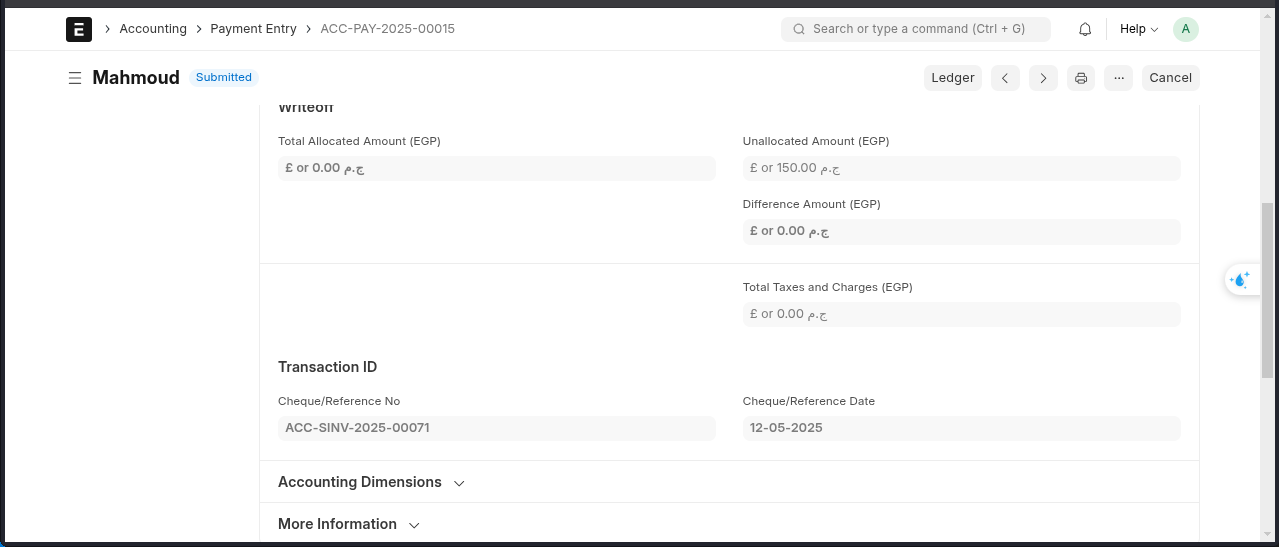 E Accounting Payment Entry ACC-PAY-2025-00015 Search or type a command (Ctrl + G) Help A
Mahmoud Submitted Ledger ... Cancel
Writeoff
Total Allocated Amount (EGP) Unallocated Amount (EGP)
£ or 0.00 ج.م £ or 150.00 ج.م
Difference Amount (EGP)
£ or 0.00 ج.م
Total Taxes and Charges (EGP)
£ or 0.00 ج.م
Transaction ID
Cheque/Reference No Cheque/Reference Date
ACC-SINV-2025-00071 12-05-2025
Accounting Dimensions
More Information